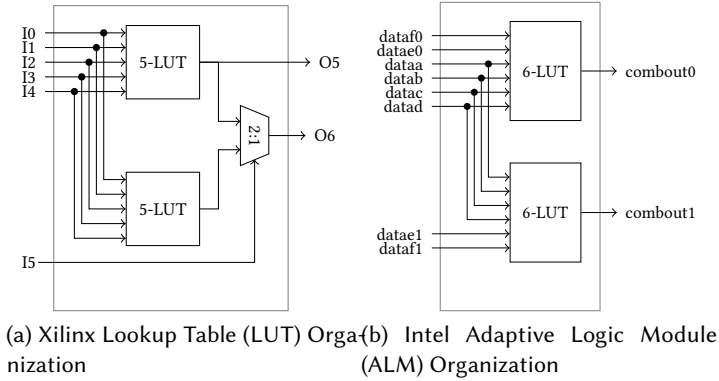 I0
I1
I2
I3
I4
5-LUT
O5
2:1
O6
5-LUT
I5
(a) Xilinx Lookup Table (LUT) Orga-
nization
dataf0
datae0
dataa
datab
datac
datad
6-LUT
combout0
6-LUT
combout1
datae1
dataf1
(b) Intel Adaptive Logic Module
(ALM) Organization